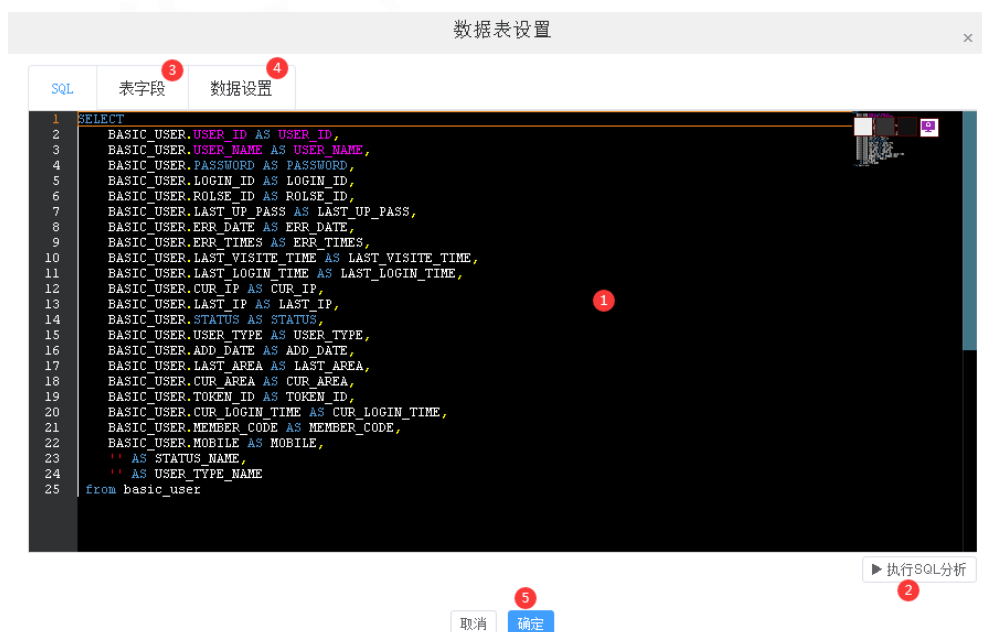 数据表设置
×
3 4
SQL 表字段 数据设置
1 SELECT
2 BASIC_USER.USER_ID AS USER_ID,
3 BASIC_USER.USER_NAME AS USER_NAME,
4 BASIC_USER.PASSWORD AS PASSWORD,
5 BASIC_USER.LOGIN_ID AS LOGIN_ID,
6 BASIC_USER.ROLSE_ID AS ROLSE_ID,
7 BASIC_USER.LAST_UP_PASS AS LAST_UP_PASS,
8 BASIC_USER.ERR_DATE AS ERR_DATE,
9 BASIC_USER.ERR_TIMES AS ERR_TIMES,
10 BASIC_USER.LAST_VISITE_TIME AS LAST_VISITE_TIME,
11 BASIC_USER.LAST_LOGIN_TIME AS LAST_LOGIN_TIME,
12 BASIC_USER.CUR_IP AS CUR_IP,
13 BASIC_USER.LAST_IP AS LAST_IP,
1
14 BASIC_USER.STATUS AS STATUS,
15 BASIC_USER.USER_TYPE AS USER_TYPE,
16 BASIC_USER.ADD_DATE AS ADD_DATE,
17 BASIC_USER.LAST_AREA AS LAST_AREA,
18 BASIC_USER.CUR_AREA AS CUR_AREA,
19 BASIC_USER.TOKEN_ID AS TOKEN_ID,
20 BASIC_USER.CUR_LOGIN_TIME AS CUR_LOGIN_TIME,
21 BASIC_USER.MEMBER_CODE AS MEMBER_CODE,
22 BASIC_USER.MOBILE AS MOBILE,
23 '' AS STATUS_NAME,
24 '' AS USER_TYPE_NAME
25 from basic_user
▶ 执行SQL分析
2
5
取消 确定